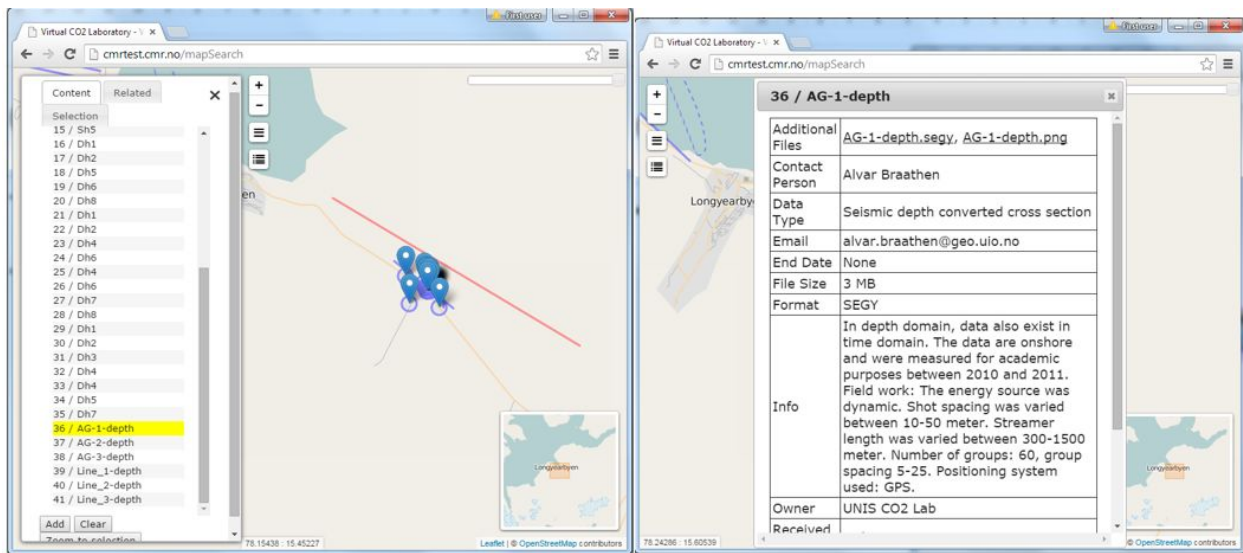 First user
Virtual CO2 Laboratory - V
cmrtest.cmr.no/mapSearch
Content
Related
Selection
15 / Sh5
16 / Dh1
17 / Dh2
18 / Dh5
19 / Dh6
20 / Dh8
21 / Dh1
22 / Dh2
23 / Dh4
24 / Dh6
25 / Dh4
26 / Dh6
27 / Dh7
28 / Dh8
29 / Dh1
30 / Dh2
31 / Dh3
32 / Dh4
33 / Dh4
34 / Dh5
35 / Dh7
36 / AG-1-depth
37 / AG-2-depth
38 / AG-3-depth
39 / Line_1-depth
40 / Line_2-depth
41 / Line_3-depth
Add Clear
Zoom to selection
+
-
en
Longyearbyen
78.15438 : 15.45227
Leaflet | © OpenStreetMap contributors
First user
Virtual CO2 Laboratory - V
cmrtest.cmr.no/mapSearch
+
-
Longyearby
36 / AG-1-depth
Additional Files AG-1-depth.segy, AG-1-depth.png
Contact Person Alvar Braathen
Data Type Seismic depth converted cross section
Email alvar.braathen@geo.uio.no
End Date None
File Size 3 MB
Format SEGY
Info
In depth domain, data also exist in
time domain. The data are onshore
and were measured for academic
purposes between 2010 and 2011.
Field work: The energy source was
dynamic. Shot spacing was varied
between 10-50 meter. Streamer
length was varied between 300-1500
meter. Number of groups: 60, group
spacing 5-25. Positioning system
used: GPS.
Owner UNIS CO2 Lab
Received
Longyearbyen
78.24286 : 15.60539
© OpenStreetMap contributors